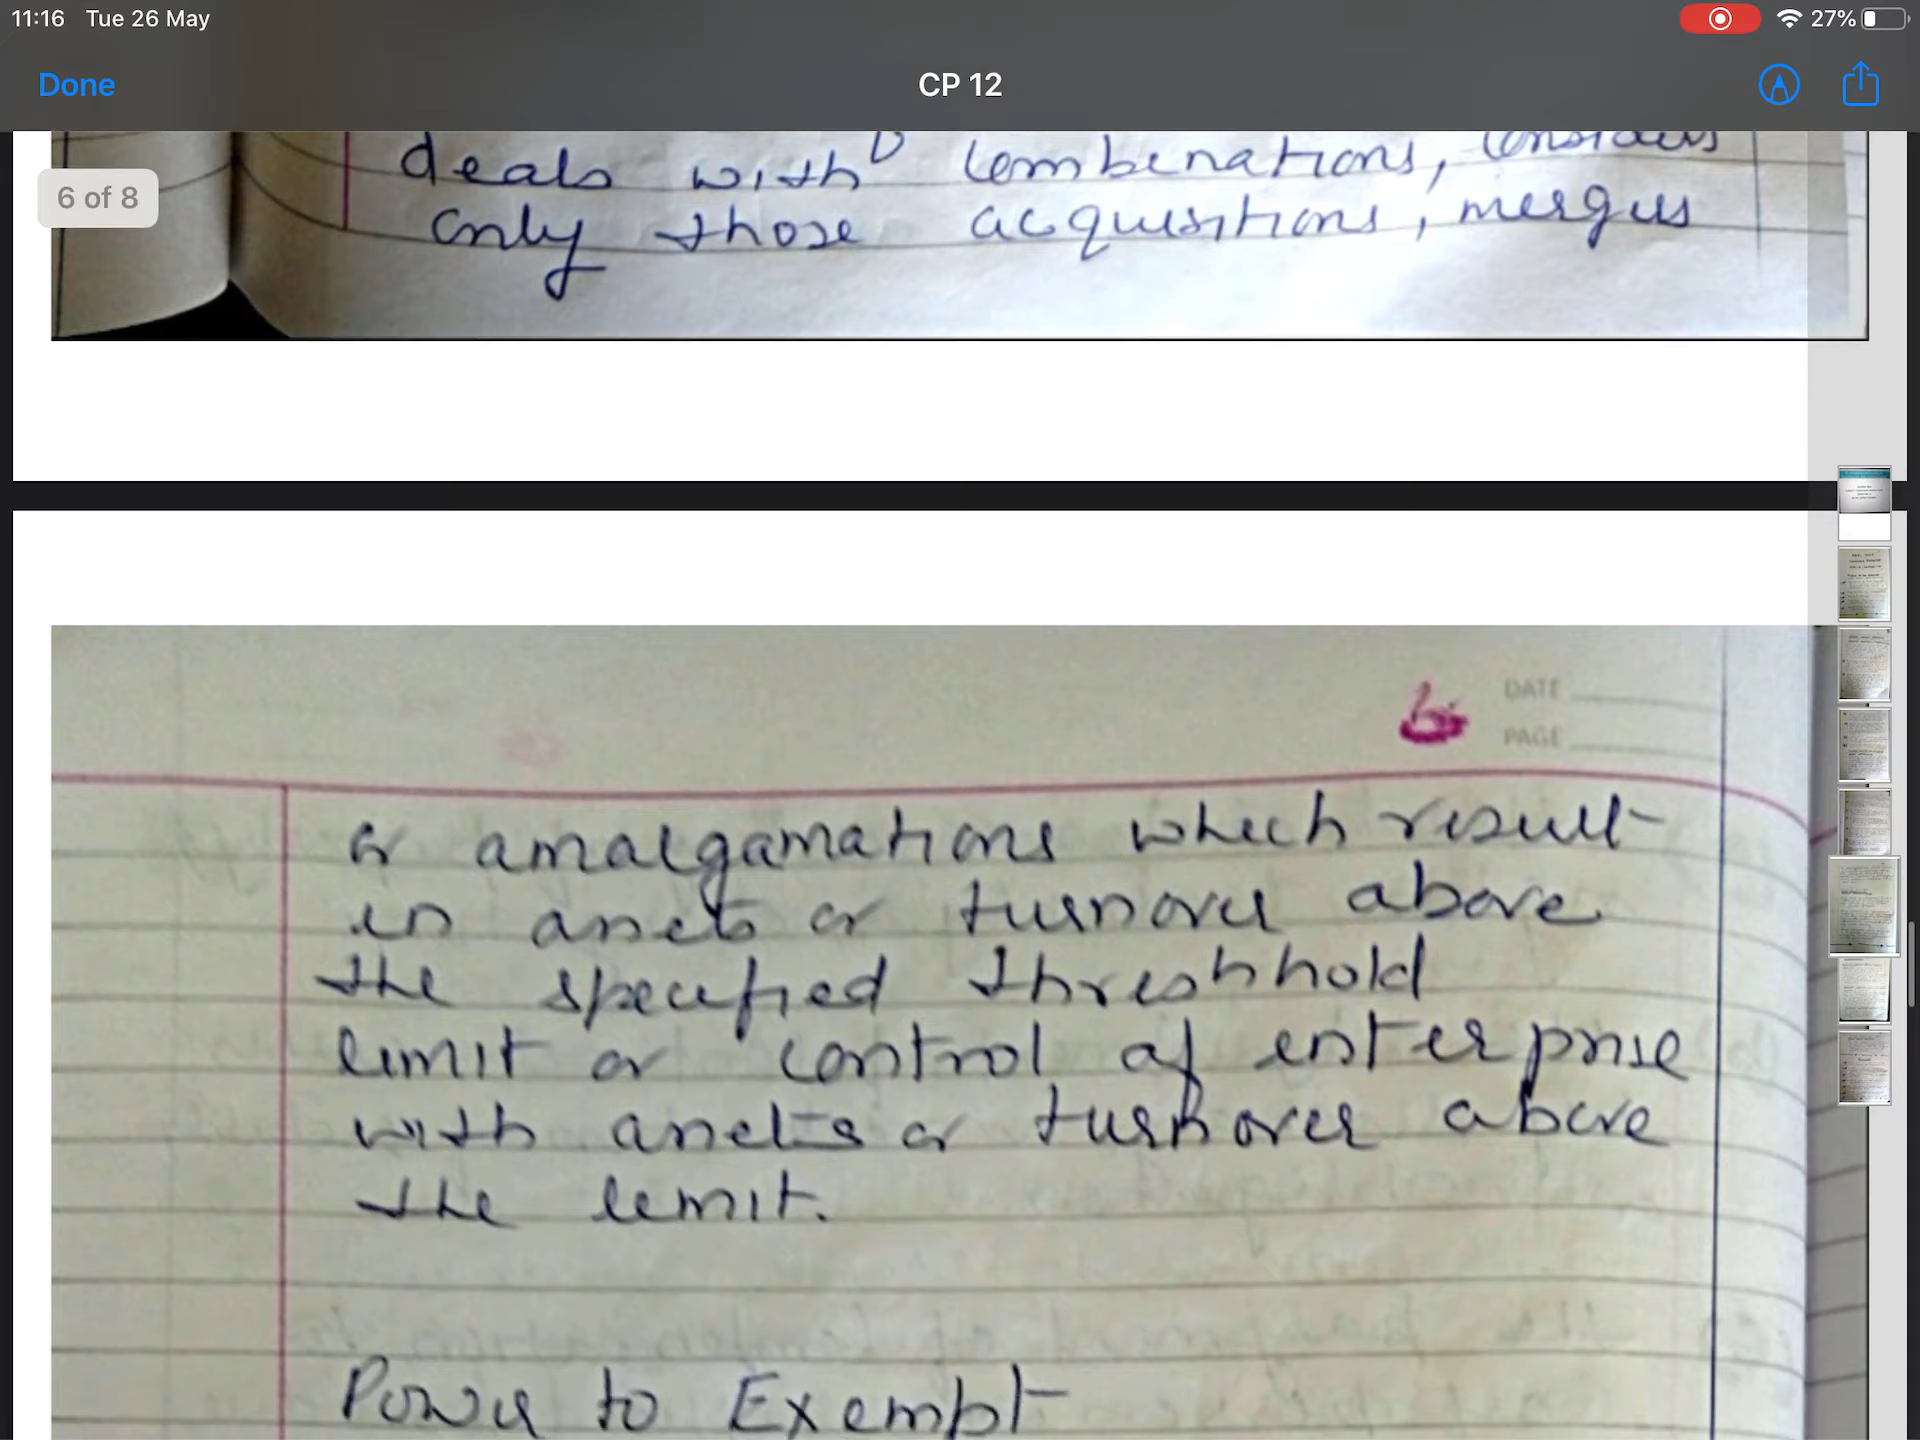 11:16 Tue 26 May
27%
Done
CP 12
6 of 8
deals with combinations, considers
only those acquisitions, mergers
6
DATE
PAGE
or amalgamations which result
in assets or turnover above
the specified threshhold
limit or control of enterprise
with assets or turnover above
the limit.
Power to Exempt